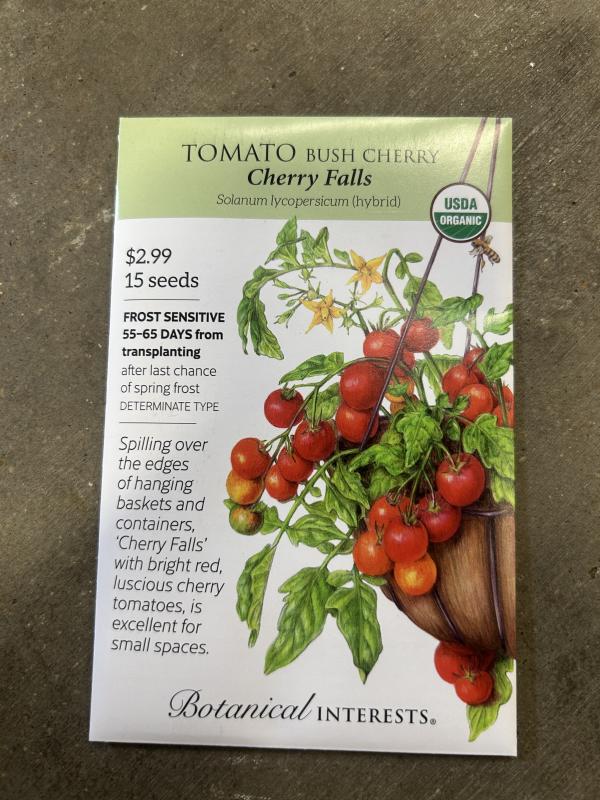 TOMATO BUSH CHERRY
Cherry Falls
Solanum lycopersicum (hybrid)
USDA
ORGANIC
$2.99
15 seeds
FROST SENSITIVE
55–65 DAYS from
transplanting
after last chance
of spring frost
DETERMINATE TYPE
Spilling over
the edges
of hanging
baskets and
containers,
‘Cherry Falls’
with bright red,
luscious cherry
tomatoes, is
excellent for
small spaces.
Botanical INTERESTS®